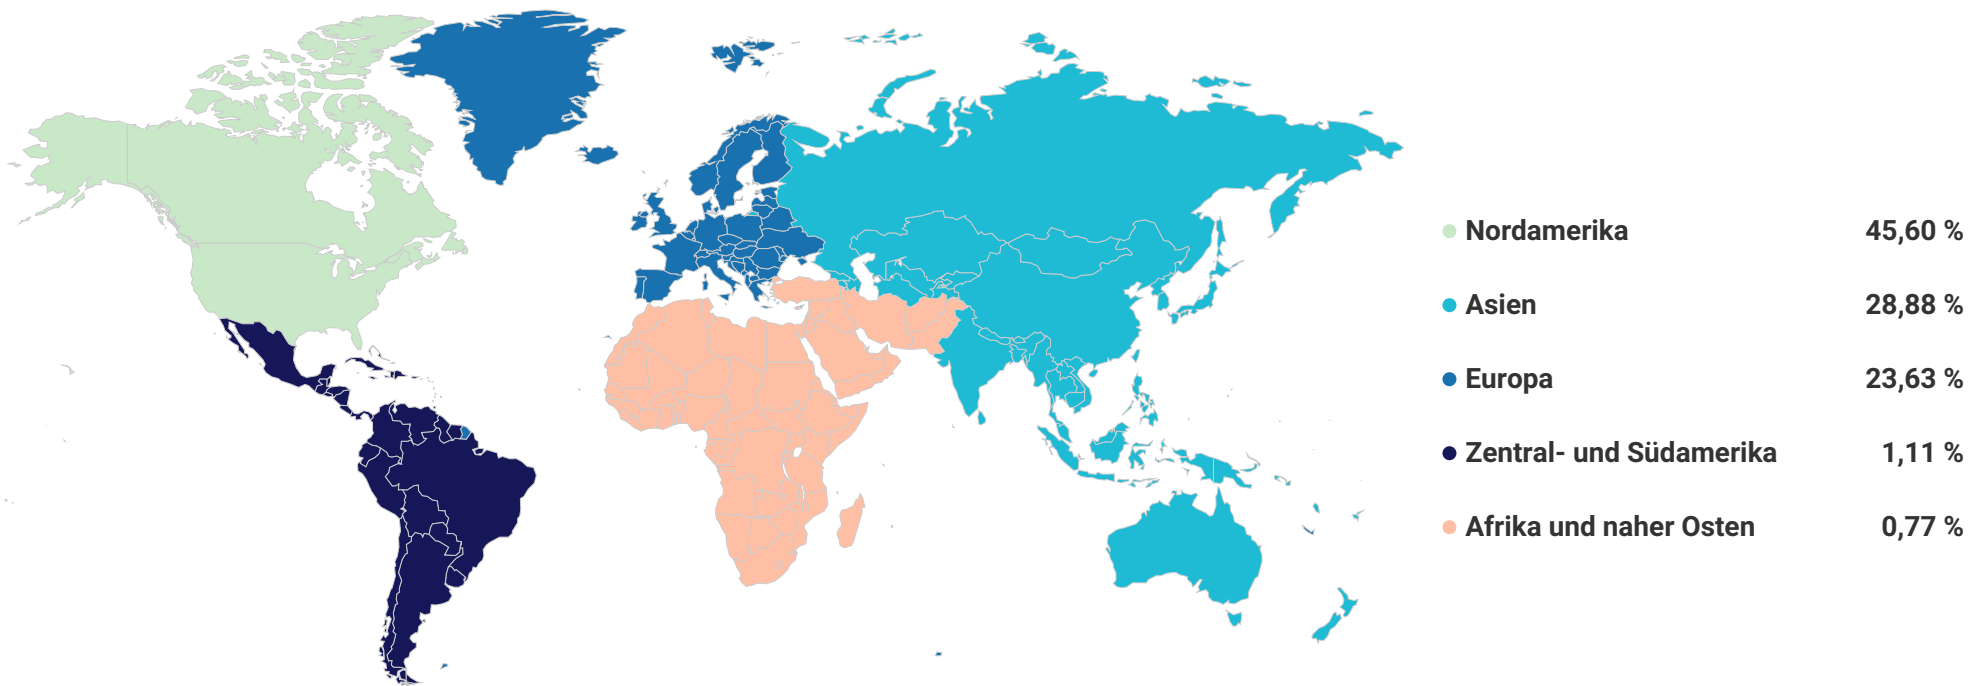 Nordamerika 45,60 %
Asien 28,88 %
Europa 23,63 %
Zentral- und Südamerika 1,11 %
Afrika und naher Osten 0,77 %